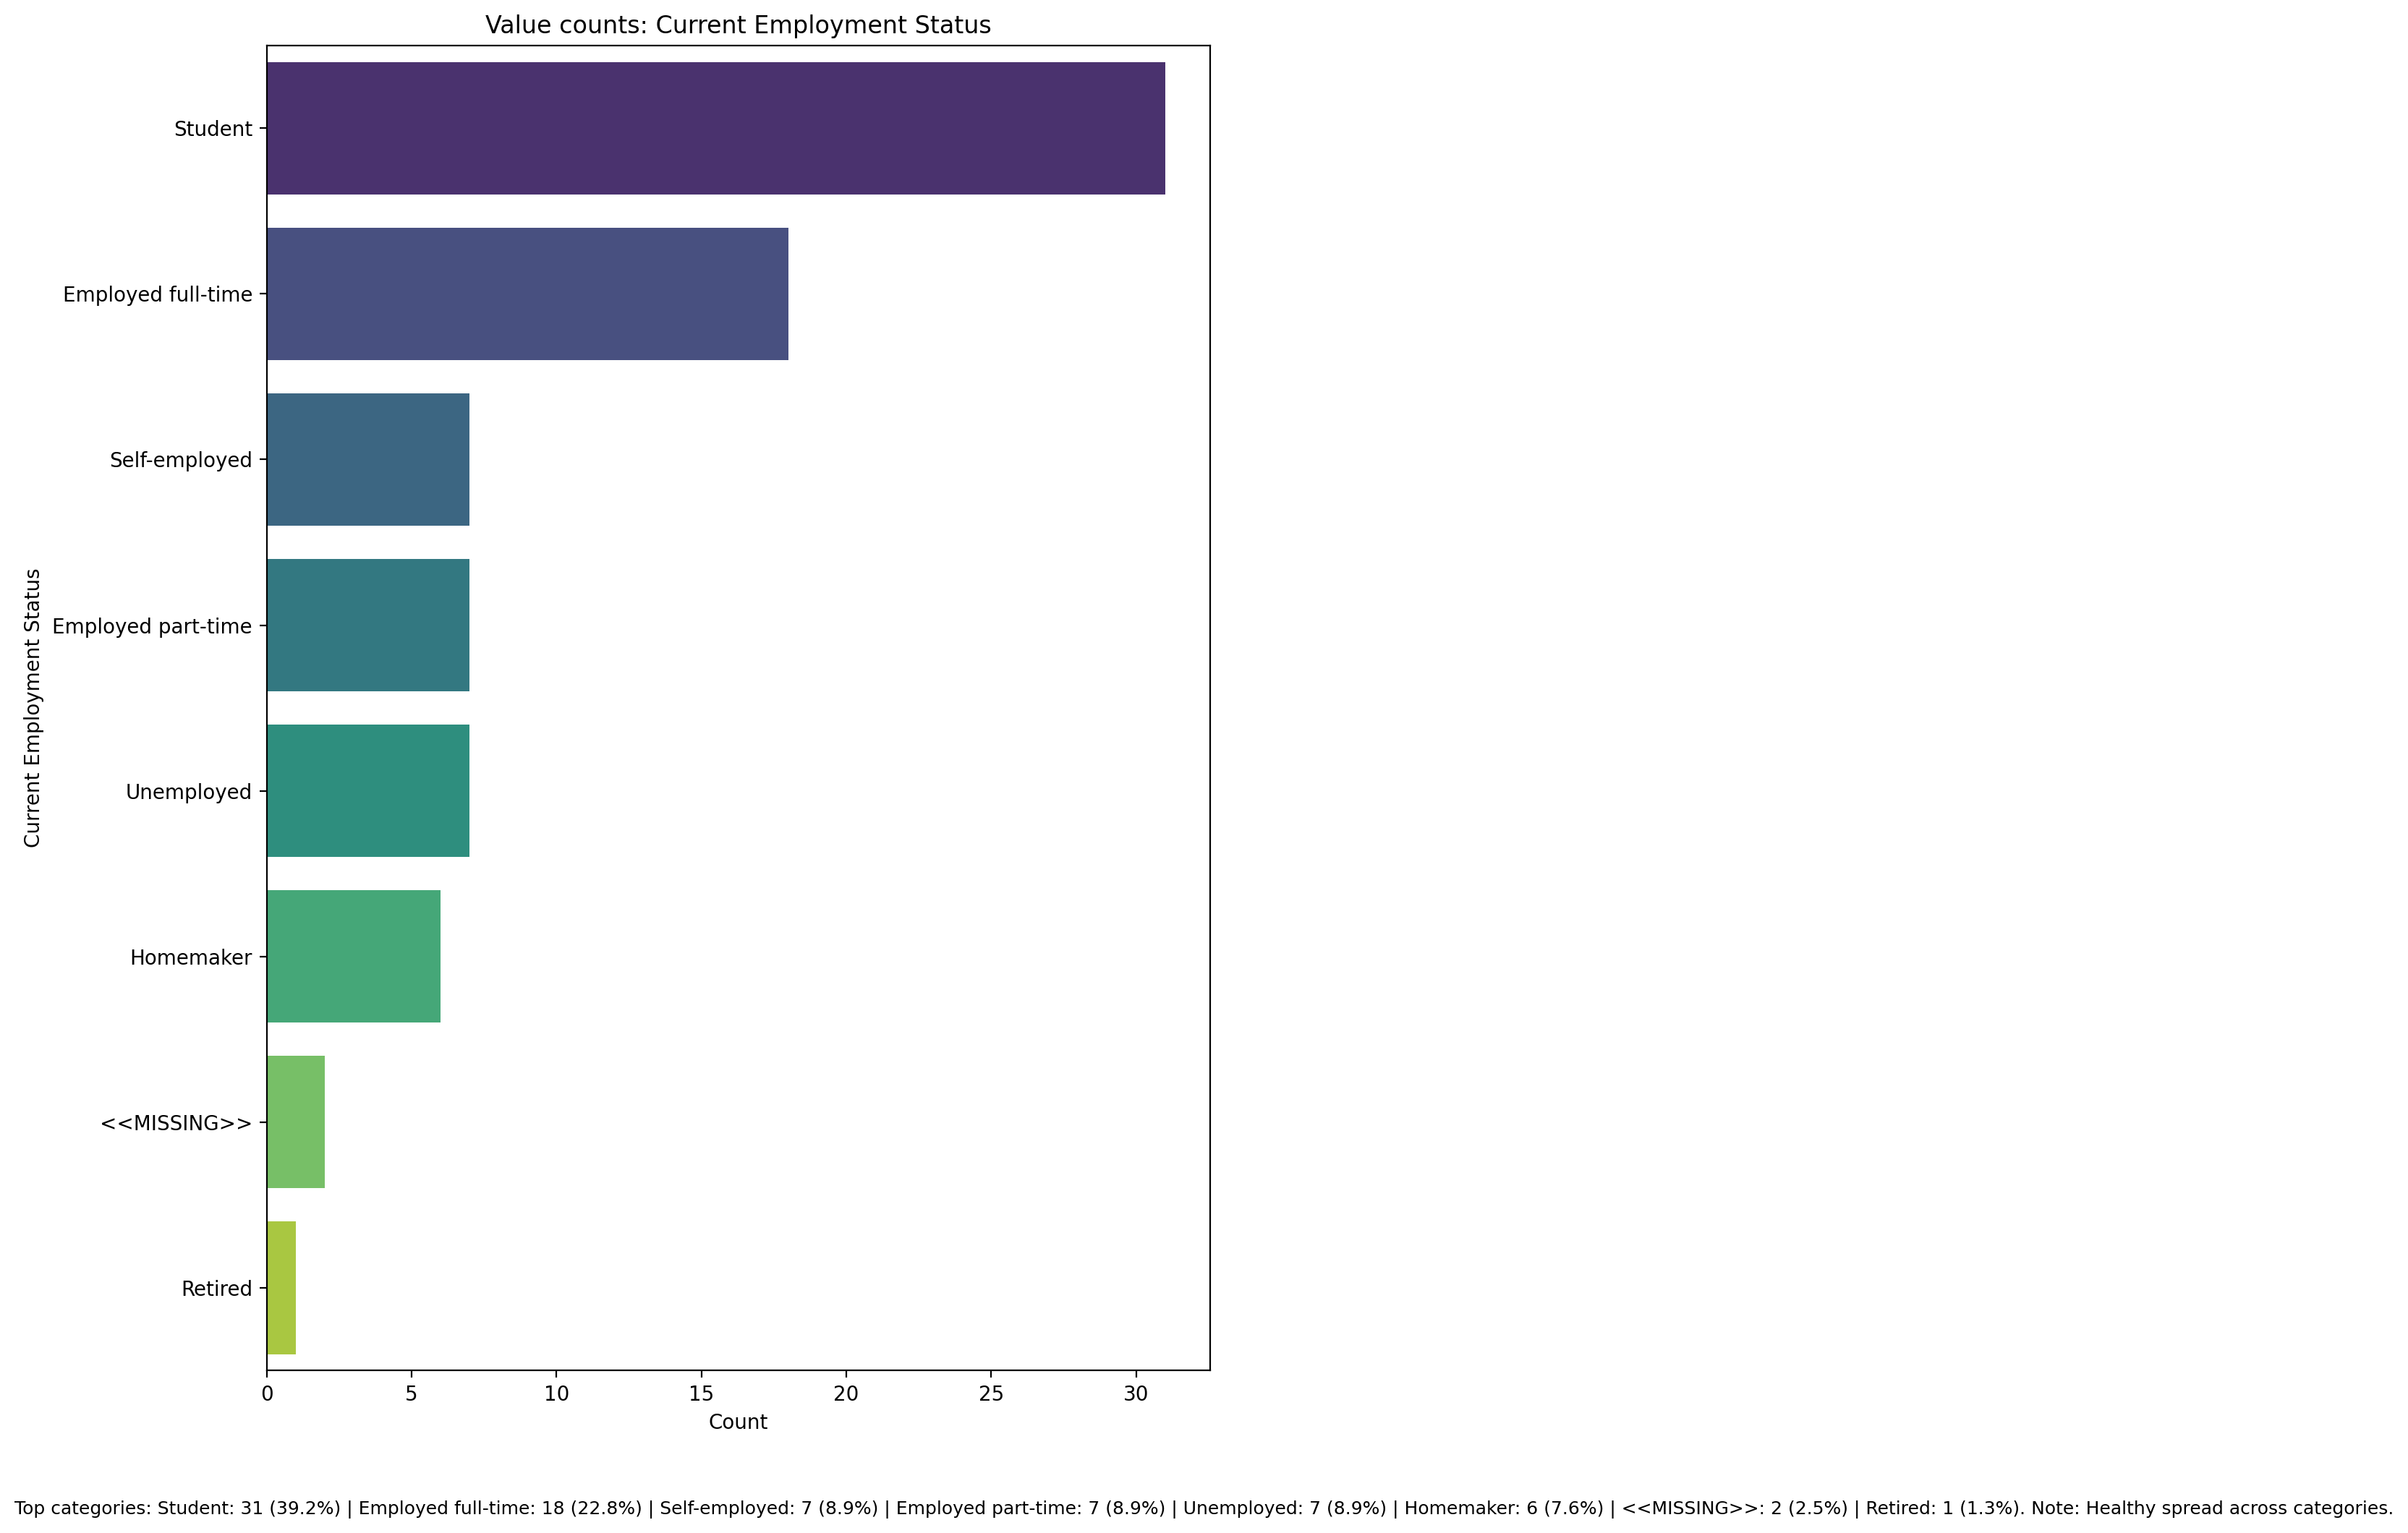 Value counts: Current Employment Status
Current Employment Status
Student
Employed full-time
Self-employed
Employed part-time
Unemployed
Homemaker
<<MISSING>>
Retired
0 5 10 15 20 25 30
Count
Top categories: Student: 31 (39.2%) | Employed full-time: 18 (22.8%) | Self-employed: 7 (8.9%) | Employed part-time: 7 (8.9%) | Unemployed: 7 (8.9%) | Homemaker: 6 (7.6%) | <<MISSING>>: 2 (2.5%) | Retired: 1 (1.3%). Note: Healthy spread across categories.